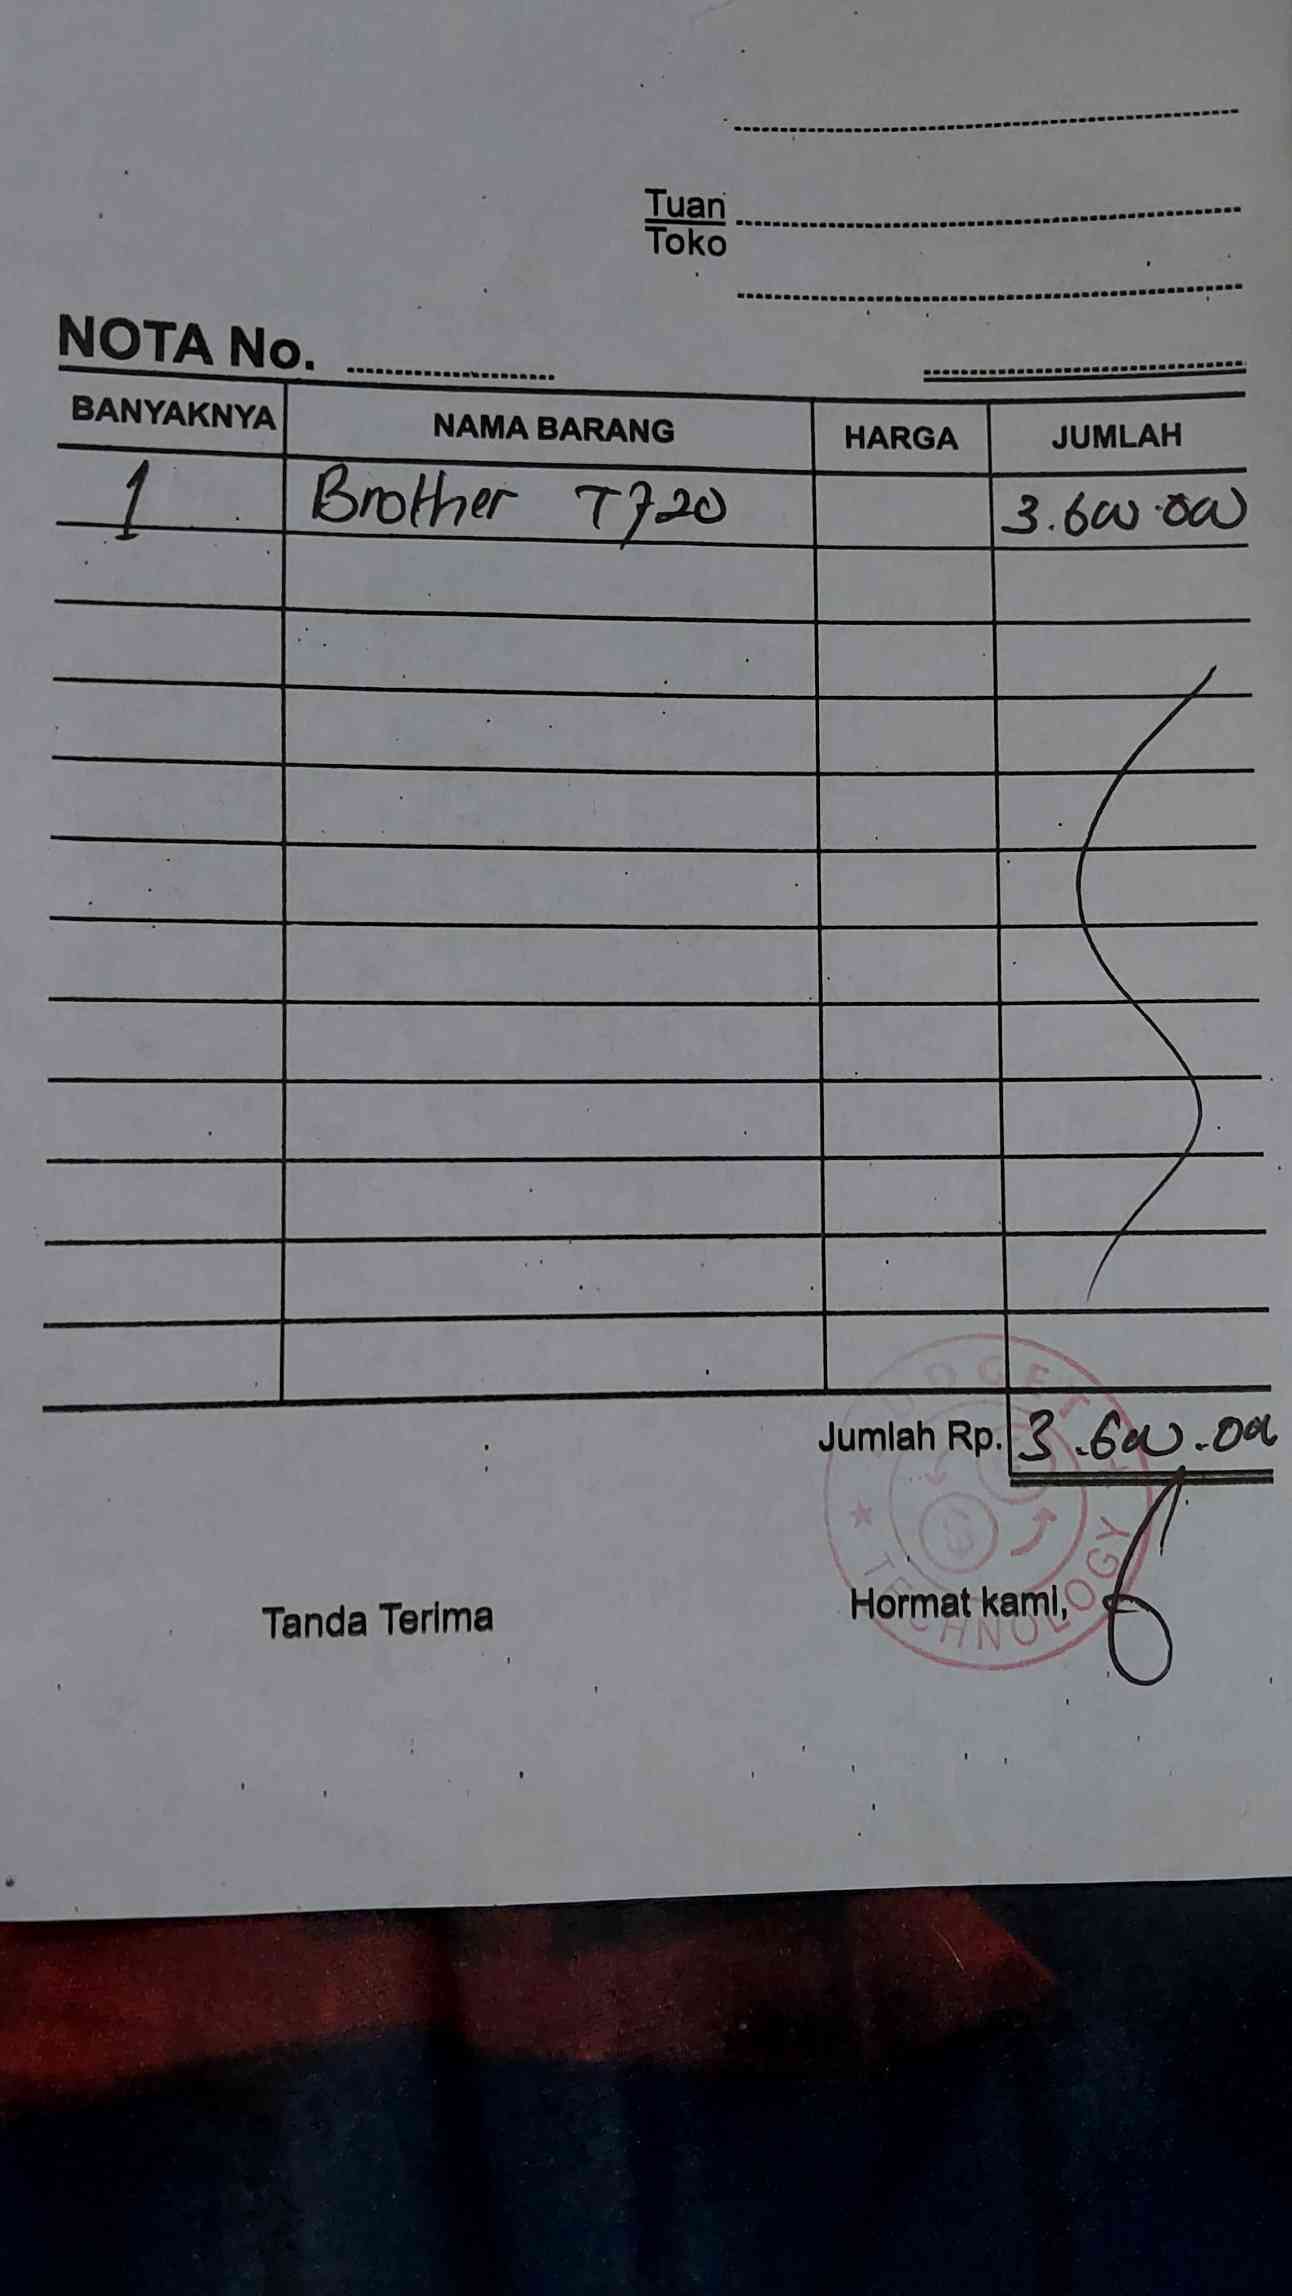 Tuan
Toko
NOTA No.
BANYAKNYA NAMA BARANG HARGA JUMLAH
1 Brother T720 3.600.000
Jumlah Rp. 3.600.000
Tanda Terima Hormat kami,
TECHNOLOGY